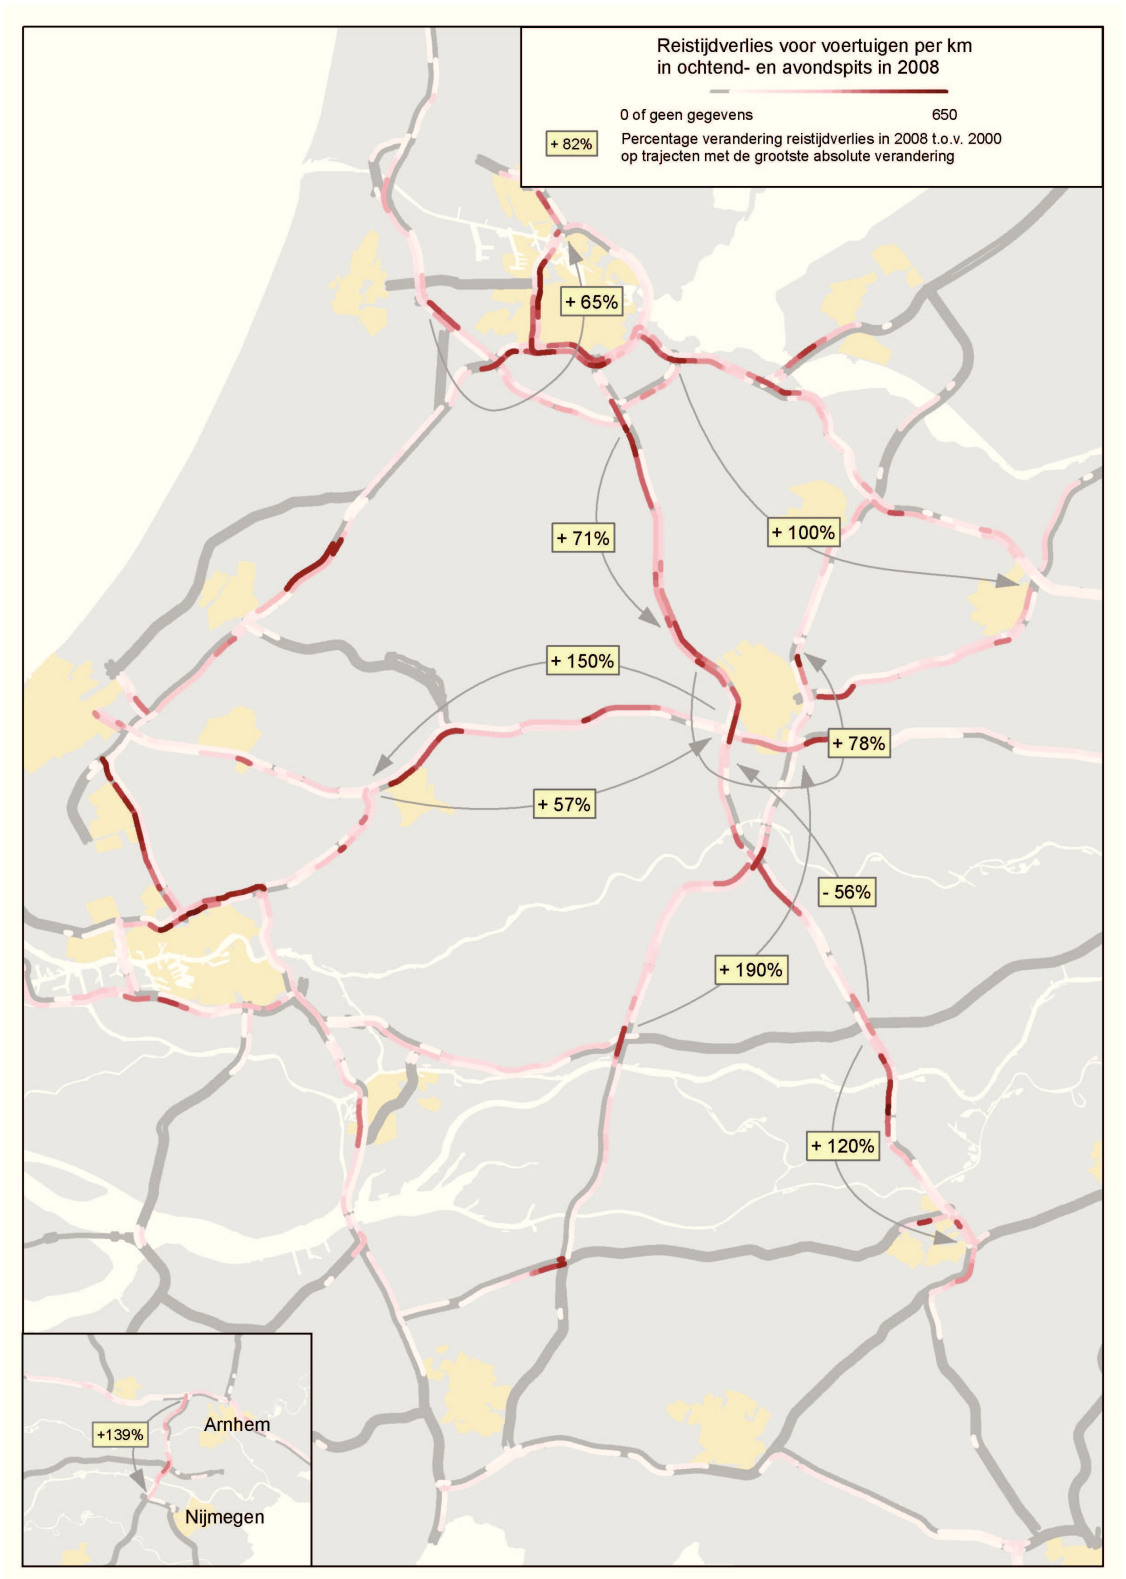 Reistijdverlies voor voertuigen per km
in ochtend- en avondspits in 2008
0 of geen gegevens 650
+ 82%
Percentage verandering reistijdverlies in 2008 t.o.v. 2000
op trajecten met de grootste absolute verandering
+ 65%
+ 71%
+ 100%
+ 150%
+ 78%
+ 57%
- 56%
+ 190%
+ 120%
+139%
Arnhem
Nijmegen